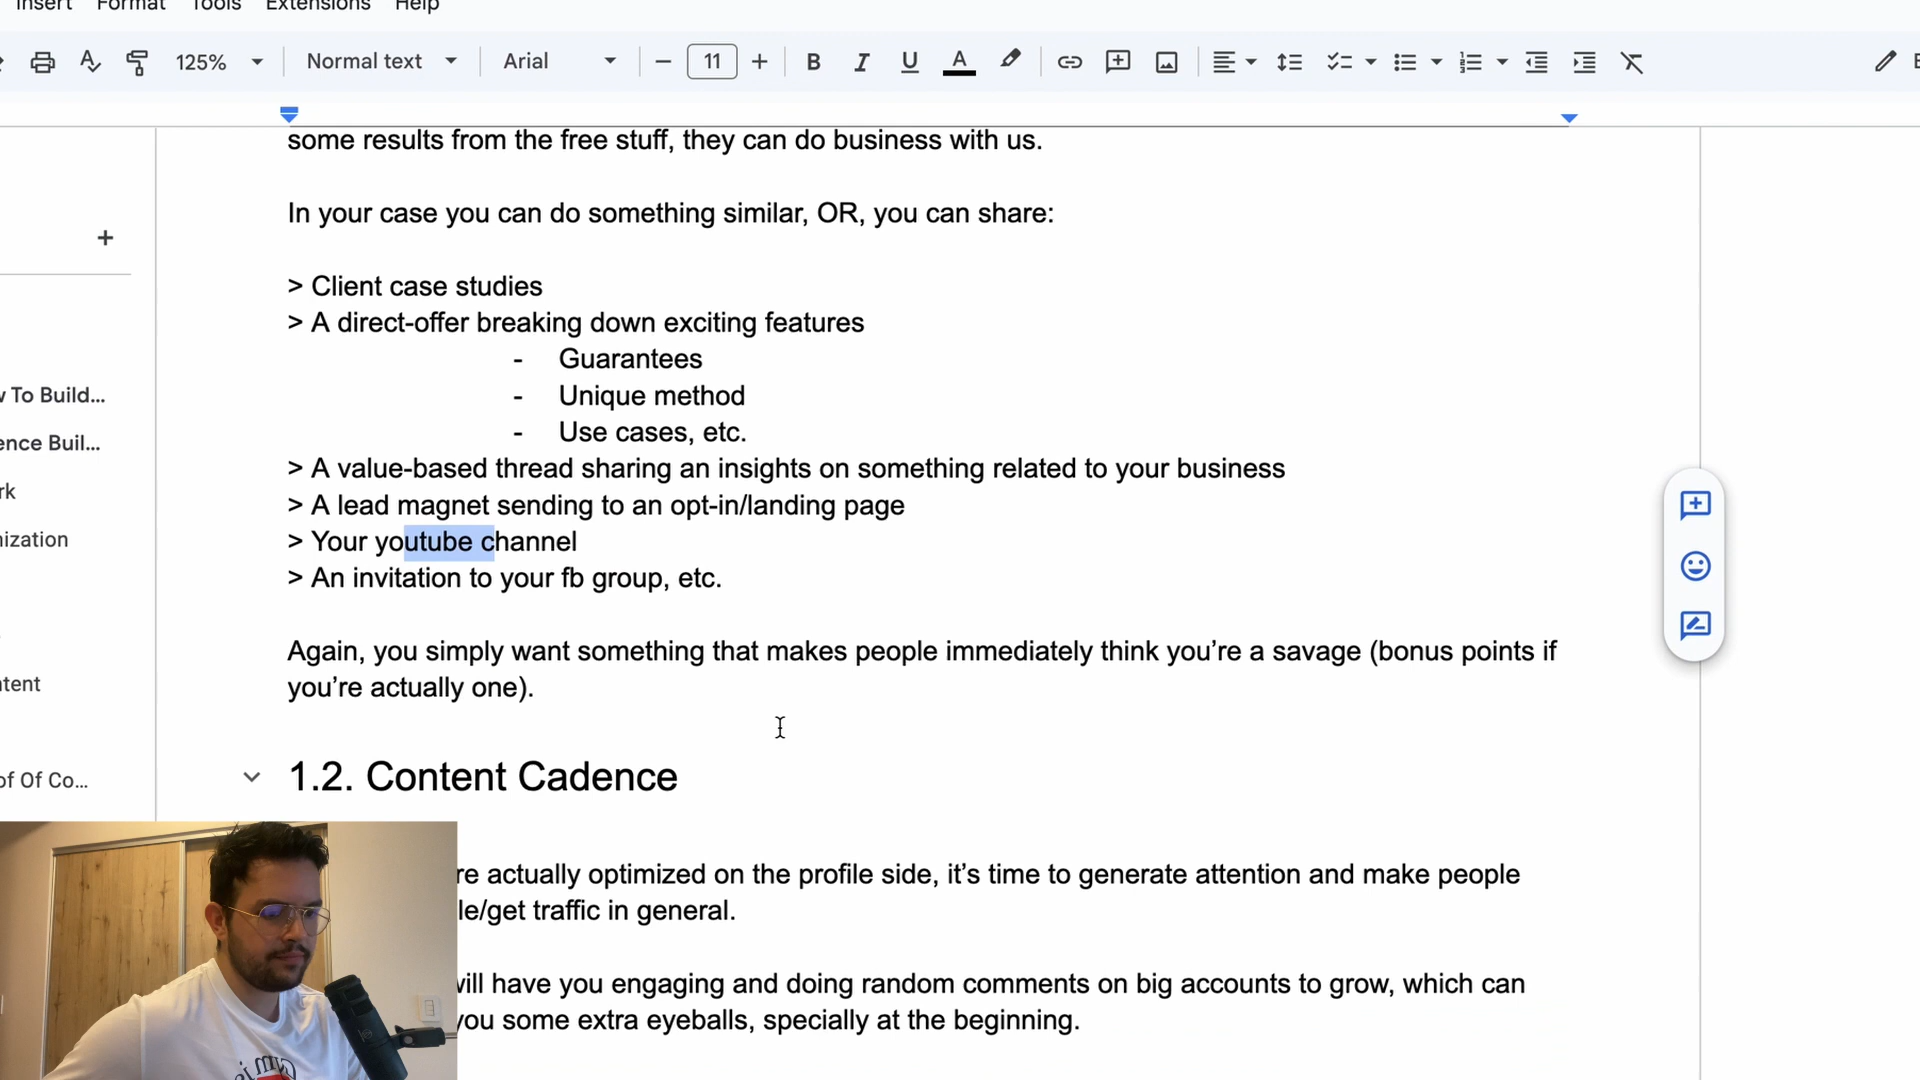 Insert Format Tools Extensions Help
125% Normal text Arial 11
some results from the free stuff, they can do business with us.
In your case you can do something similar, OR, you can share:
> Client case studies
> A direct-offer breaking down exciting features
- Guarantees
- Unique method
- Use cases, etc.
> A value-based thread sharing an insights on something related to your business
> A lead magnet sending to an opt-in/landing page
> Your youtube channel
> An invitation to your fb group, etc.
Again, you simply want something that makes people immediately think you’re a savage (bonus points if
you’re actually one).
1.2. Content Cadence
re actually optimized on the profile side, it’s time to generate attention and make people
le/get traffic in general.
will have you engaging and doing random comments on big accounts to grow, which can
you some extra eyeballs, specially at the beginning.
To Build...
ence Buil...
rk
ization
tent
of Of Co...